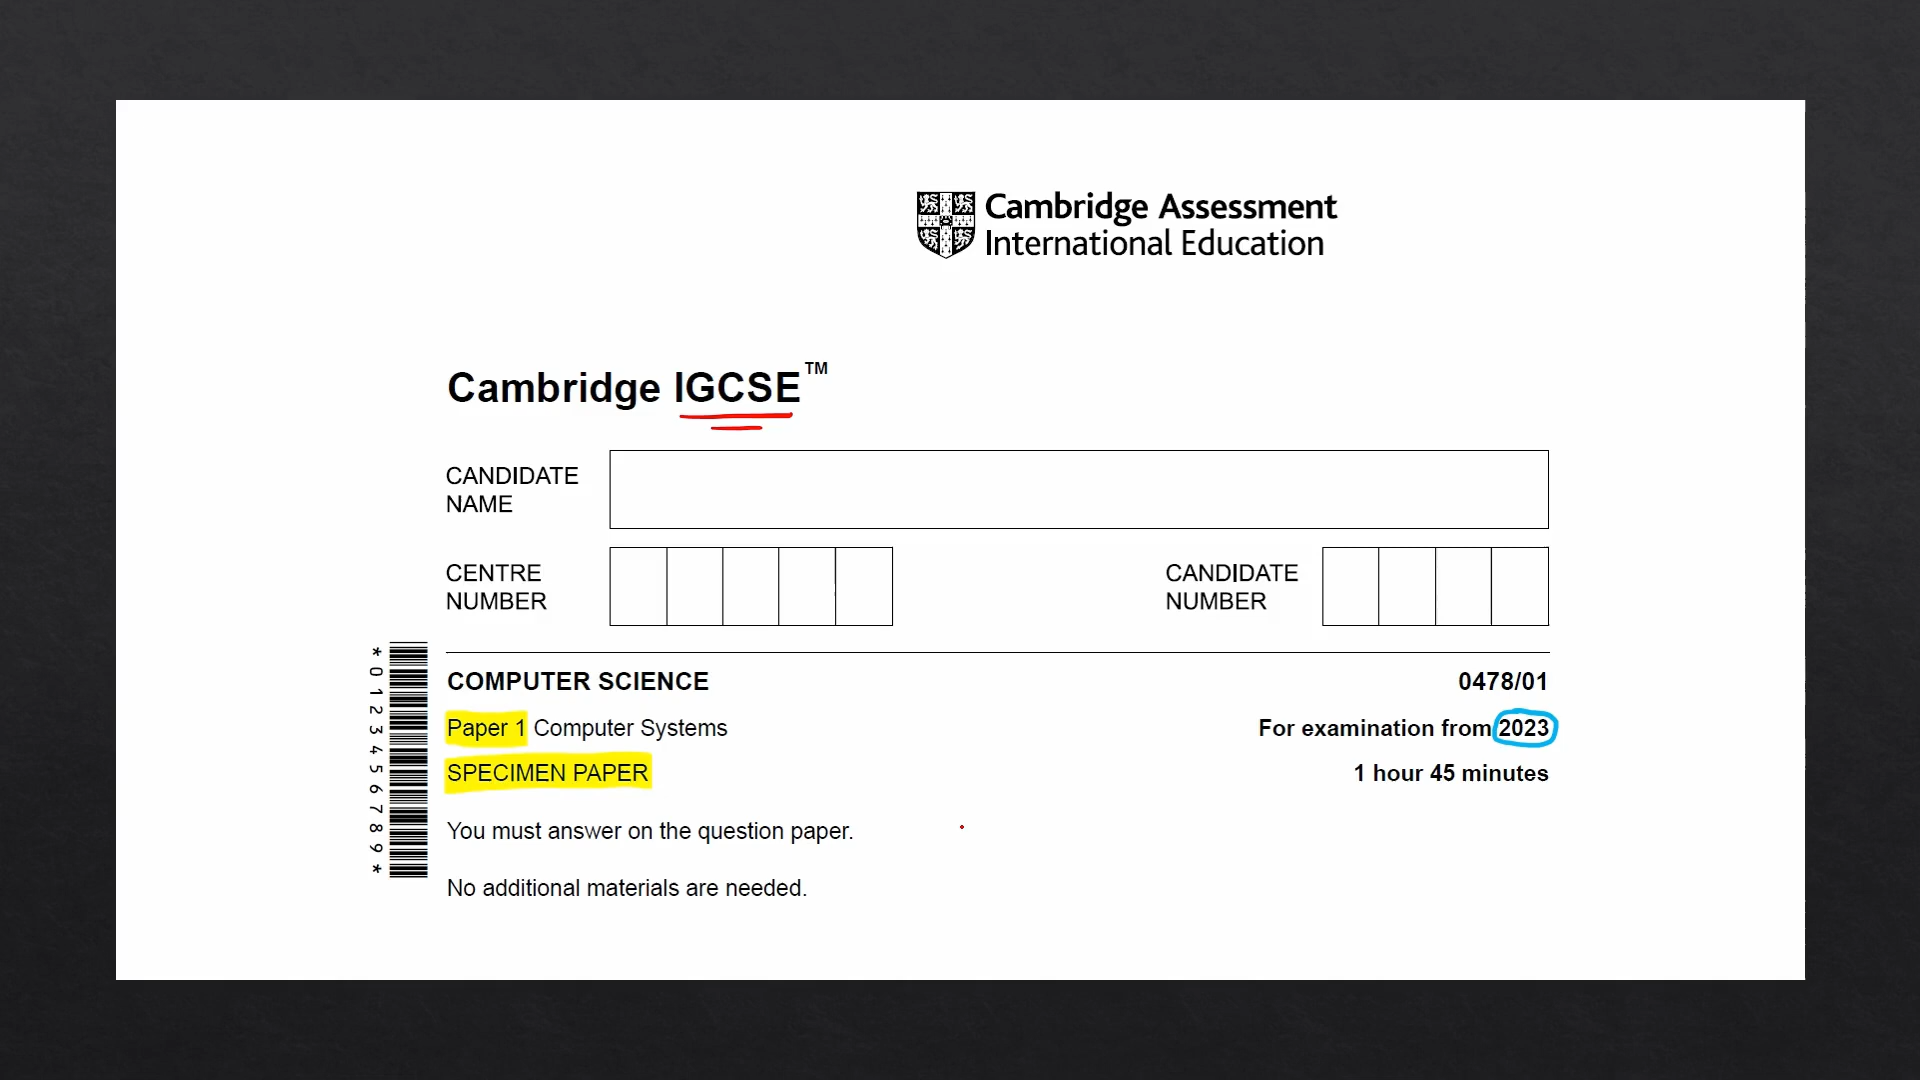 Cambridge Assessment
International Education
Cambridge IGCSE™
CANDIDATE
NAME
CENTRE
NUMBER
CANDIDATE
NUMBER
*0123456789*
COMPUTER SCIENCE 0478/01
Paper 1 Computer Systems For examination from 2023
SPECIMEN PAPER 1 hour 45 minutes
You must answer on the question paper.
No additional materials are needed.